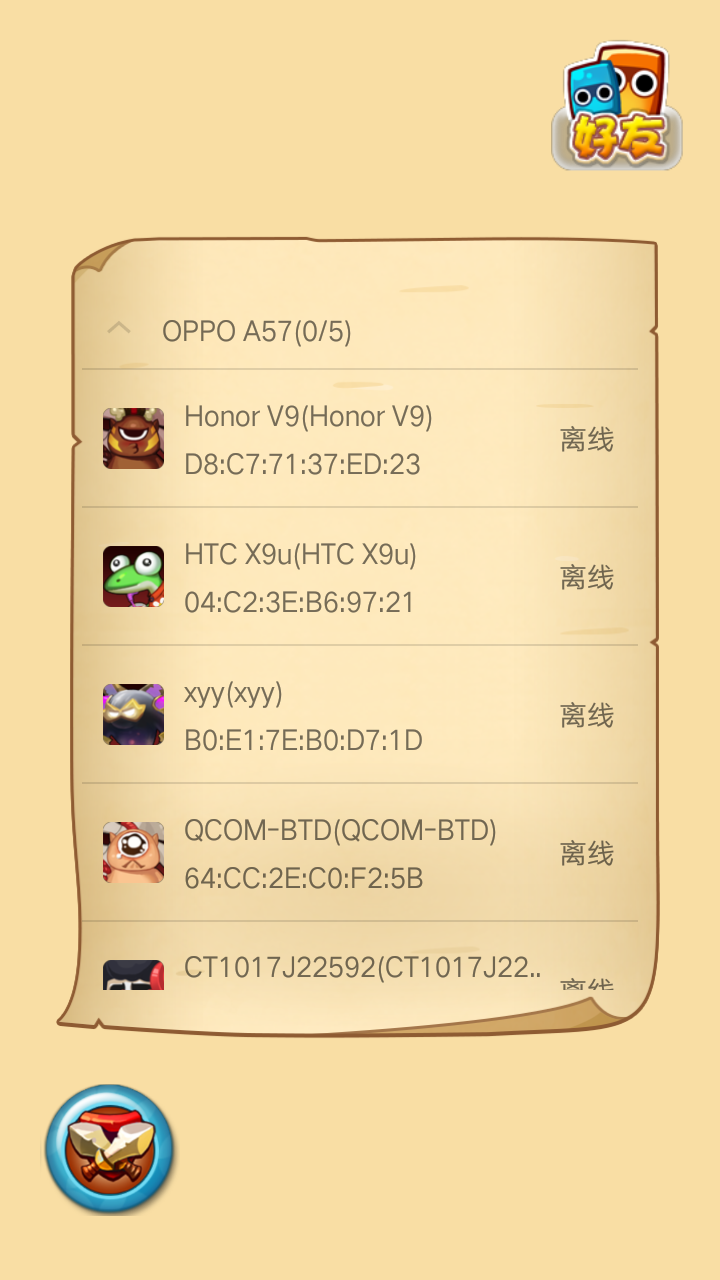 好友
OPPO A57(0/5)
Honor V9(Honor V9)
D8:C7:71:37:ED:23
离线
HTC X9u(HTC X9u)
04:C2:3E:B6:97:21
离线
xyy(xyy)
B0:E1:7E:B0:D7:1D
离线
QCOM-BTD(QCOM-BTD)
64:CC:2E:C0:F2:5B
离线
CT1017J22592(CT1017J22..
离线